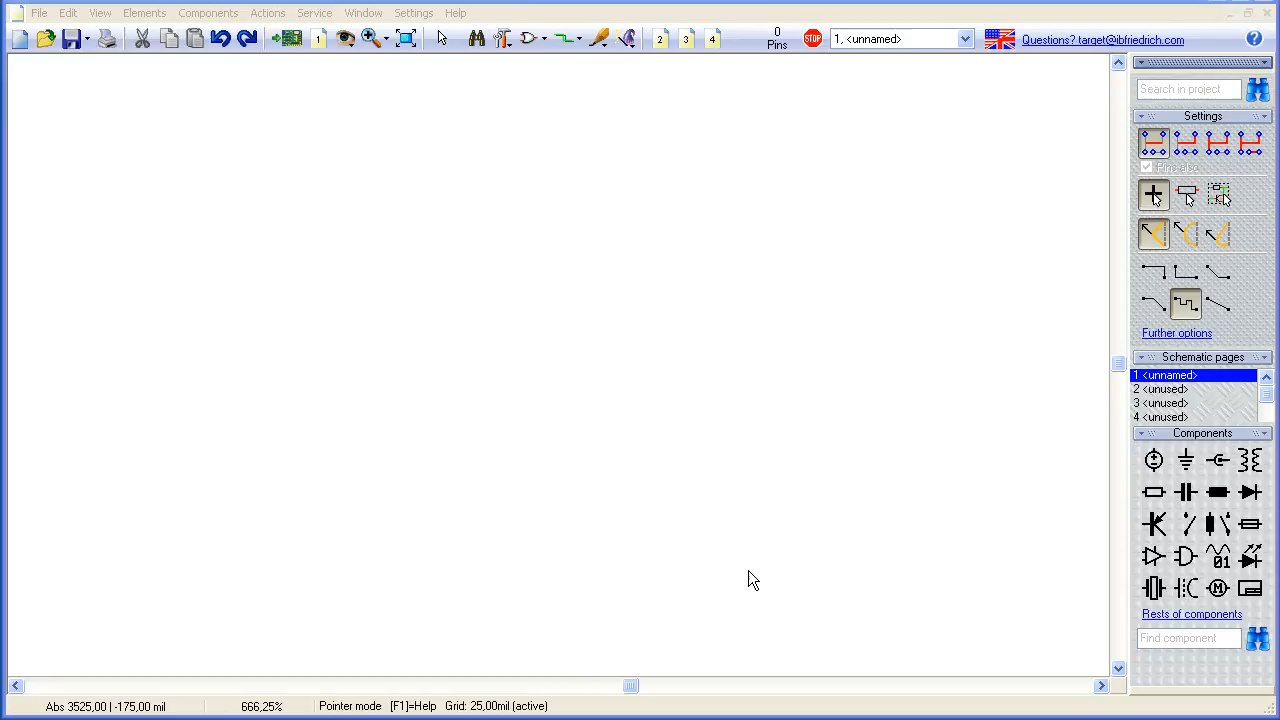 File Edit View Elements Components Actions Service Window Settings Help
1 2 3 4 0 Pins STOP 1, <unnamed> Questions? target@ibfriedrich.com ?
Search in project
Settings
Further options
Schematic pages
1 <unnamed>
2 <unused>
3 <unused>
4 <unused>
Components
01
M
Rests of components
Find component
Abs 3525,00 | -175,00 mil 666,25% Pointer mode [F1]=Help Grid: 25,00mil (active)